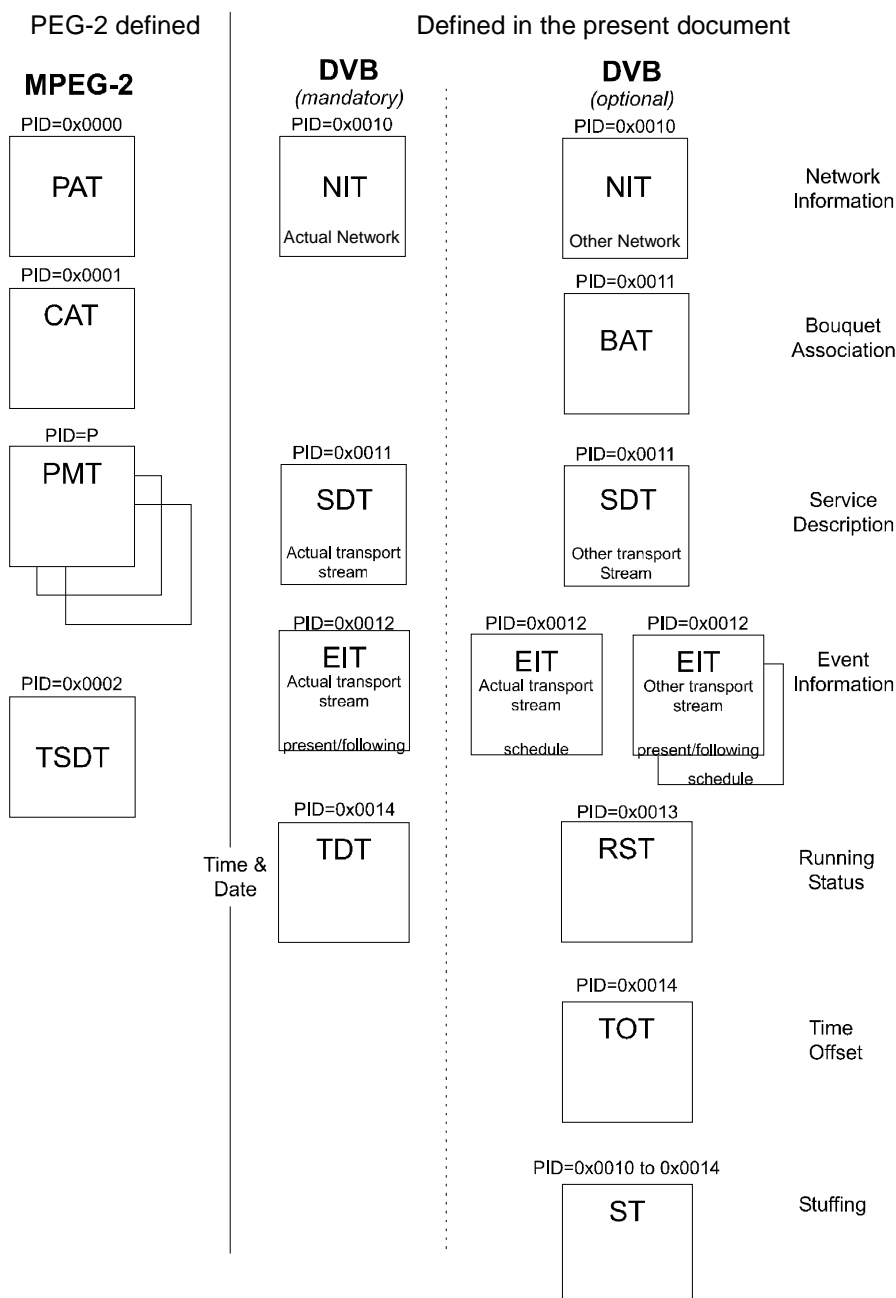 PEG-2 defined
Defined in the present document
MPEG-2
DVB
(mandatory)
DVB
(optional)
PID=0x0000
PAT
PID=0x0010
NIT
Actual Network
PID=0x0010
NIT
Other Network
Network
Information
PID=0x0001
CAT
PID=0x0011
BAT
Bouquet
Association
PID=P
PMT
PID=0x0011
SDT
Actual transport
stream
PID=0x0011
SDT
Other transport
Stream
Service
Description
PID=0x0002
TSDT
PID=0x0012
EIT
Actual transport
stream
present/following
PID=0x0012
EIT
Actual transport
stream
schedule
PID=0x0012
EIT
Other transport
stream
present/following
schedule
Event
Information
Time &
Date
PID=0x0014
TDT
PID=0x0013
RST
Running
Status
PID=0x0014
TOT
Time
Offset
PID=0x0010 to 0x0014
ST
Stuffing